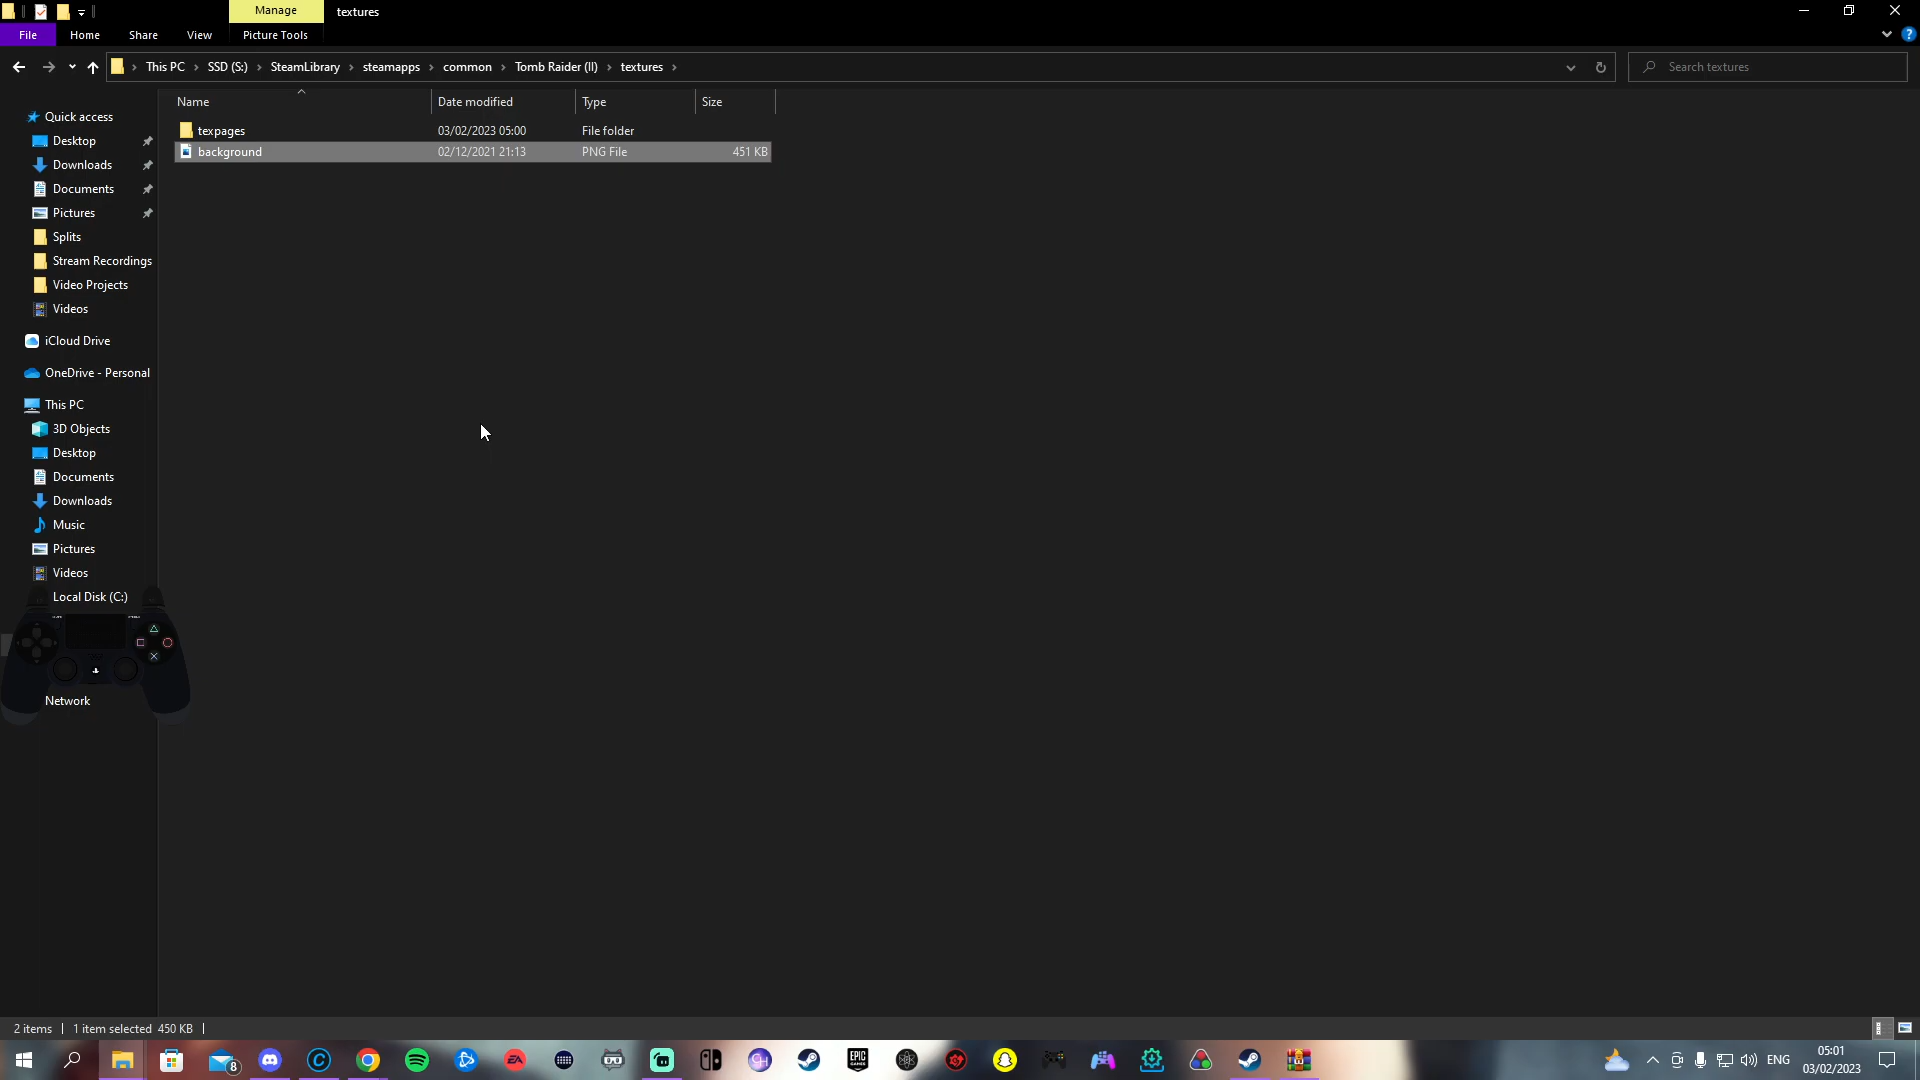 Manage
textures
File
Home
Share
View
Picture Tools
This PC
SSD (S:)
SteamLibrary
steamapps
common
Tomb Raider (II)
textures
Search textures
Name
Date modified
Type
Size
texpages
03/02/2023 05:00
File folder
background
02/12/2021 21:13
PNG File
451 KB
Quick access
Desktop
Downloads
Documents
Pictures
Splits
Stream Recordings
Video Projects
Videos
iCloud Drive
OneDrive - Personal
This PC
3D Objects
Desktop
Documents
Downloads
Music
Pictures
Videos
Local Disk (C:)
Network
2 items
1 item selected 450 KB
8
EA
EPIC GAMES
ENG
05:01
03/02/2023